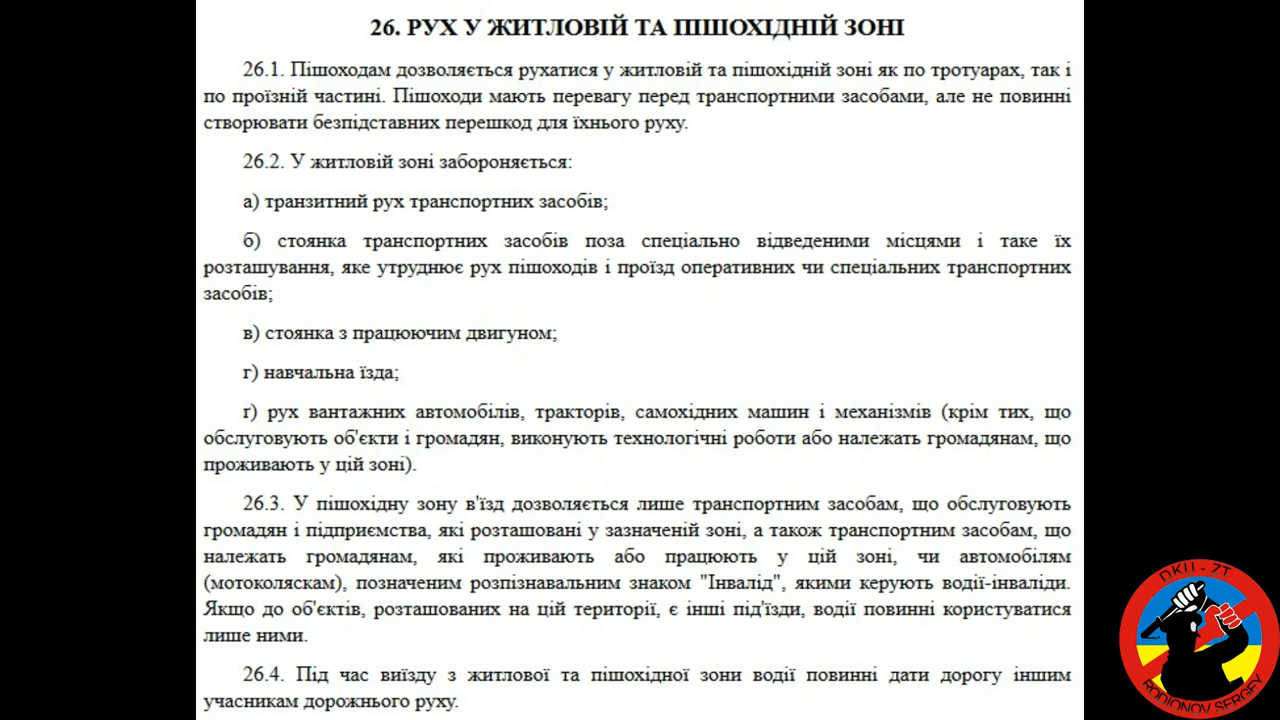 26. РУХ У ЖИТЛОВІЙ ТА ПІШОХІДНІЙ ЗОНІ
26.1. Пішоходам дозволяється рухатися у житловій та пішохідній зоні як по тротуарах, так і
по проїзній частині. Пішоходи мають перевагу перед транспортними засобами, але не повинні
створювати безпідставних перешкод для їхнього руху.
26.2. У житловій зоні забороняється:
а) транзитний рух транспортних засобів;
б) стоянка транспортних засобів поза спеціально відведеними місцями і таке їх
розташування, яке утруднює рух пішоходів і проїзд оперативних чи спеціальних транспортних
засобів;
в) стоянка з працюючим двигуном;
г) навчальна їзда;
ґ) рух вантажних автомобілів, тракторів, самохідних машин і механізмів (крім тих, що
обслуговують об'єкти і громадян, виконують технологічні роботи або належать громадянам, що
проживають у цій зоні).
26.3. У пішохідну зону в'їзд дозволяється лише транспортним засобам, що обслуговують
громадян і підприємства, які розташовані у зазначеній зоні, а також транспортним засобам, що
належать громадянам, які проживають або працюють у цій зоні, чи автомобілям
(мотоколяскам), позначеним розпізнавальним знаком "Інвалід", якими керують водії-інваліди.
Якщо до об'єктів, розташованих на цій території, є інші під'їзди, водії повинні користуватися
лише ними.
26.4. Під час виїзду з житлової та пішохідної зони водії повинні дати дорогу іншим
учасникам дорожнього руху.
DKU - ZT
RODIONOV SERGEY